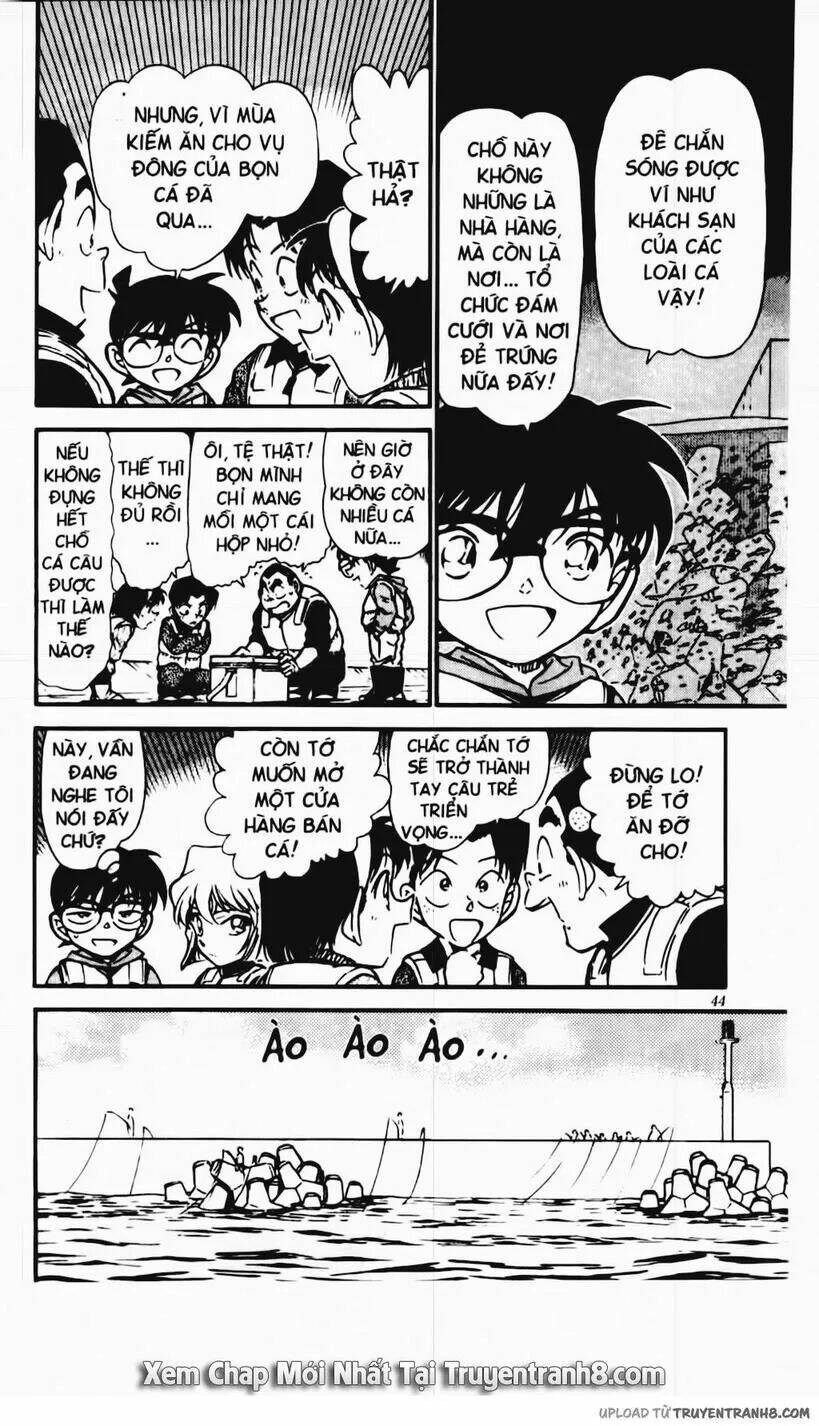 ĐÊ CHẮN
SÓNG ĐƯỢC
VÍ NHƯ
KHÁCH SẠN
CỦA CÁC
LOÀI CÁ
VẬY!
CHỖ NÀY
KHÔNG
NHỮNG LÀ
NHÀ HÀNG,
MÀ CÒN LÀ
NƠI... TỔ
CHỨC ĐÁM
CƯỚI VÀ NƠI
ĐẺ TRỨNG
NỮA ĐẤY!
THẬT
HẢ?
NHƯNG, VÌ MÙA
KIẾM ĂN CHO VỤ
ĐÔNG CỦA BỌN
CÁ ĐÃ
QUA...
NÊN GIỜ
Ở ĐÂY
KHÔNG CÒN
NHIỀU CÁ
NỮA...
ÔI, TỆ THẬT!
BỌN MÌNH
CHỈ MANG
MỖI MỘT CÁI
HỘP NHỎ!
THẾ THÌ
KHÔNG
ĐỦ RỒI
...
NẾU
KHÔNG
ĐỰNG
HẾT
CHỖ
CÁ CÂU
ĐƯỢC
THÌ LÀM
THẾ
NÀO?
ĐỪNG LO!
ĐỂ TỚ
ĂN ĐỠ
CHO!
CHẮC CHẮN TỚ
SẼ TRỞ THÀNH
TAY CÂU TRẺ
TRIỂN
VỌNG...
CÒN TỚ
MUỐN MỞ
MỘT CỬA
HÀNG BÁN
CÁ!
NÀY, VẪN
ĐANG
NGHE TÔI
NÓI ĐẤY
CHỨ?
44
ÀO ÀO ÀO...
Xem Chap Mới Nhất Tại Truyentranh8.com
UPLOAD TỪ TRUYENTRANH8.COM